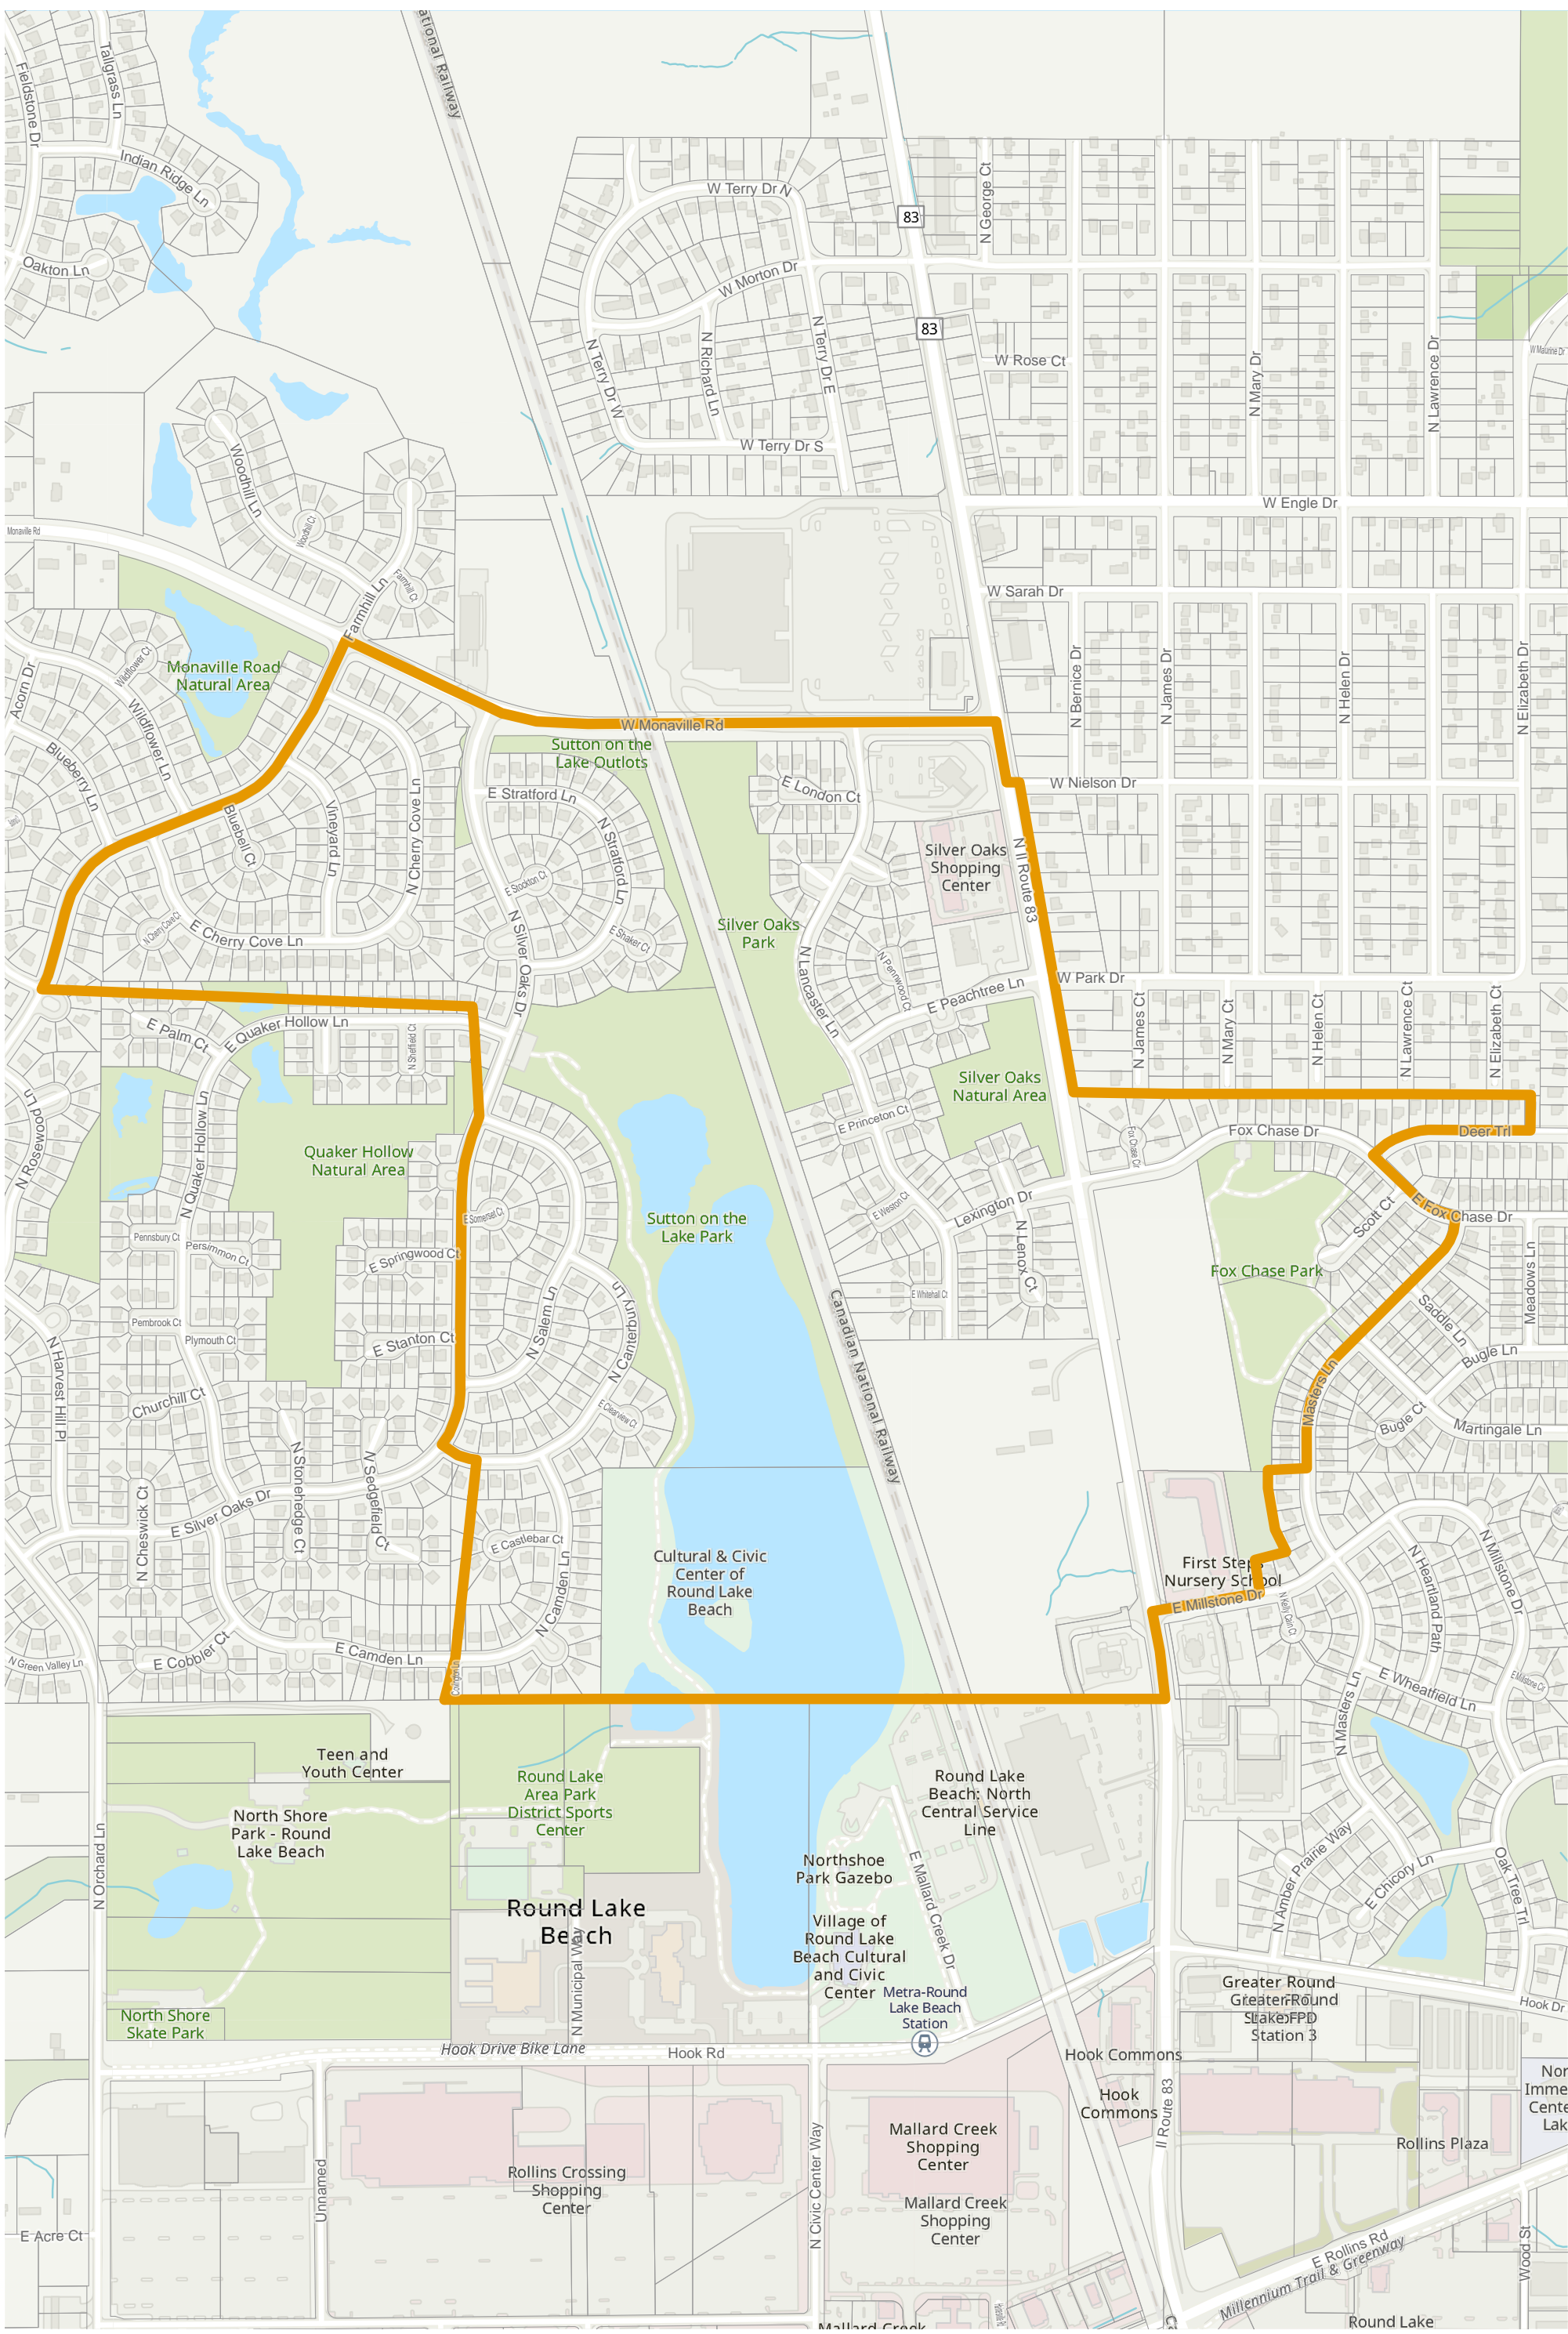 ational Railway
Tallgrass Ln
Fieldstone Dr
Indian Ridge Ln
Oakton Ln
W Terry Dr N
83
N George Ct
W Morton Dr
83
N Terry Dr W
N Richard Ln
N Terry Dr E
W Rose Ct
N Mary Dr
N Lawrence Dr
W Maurine Dr
W Terry Dr S
Woodhill Ln
Woodhill Ct
Monaville Rd
Farmhill Ct
Farmhill Ln
W Engle Dr
W Sarah Dr
Monaville Road
Natural Area
Wildflower Ct
Acorn Dr
Wildflower Ln
Blueberry Ln
N Bernice Dr
N James Dr
N Helen Dr
N Elizabeth Dr
W Monaville Rd
Sutton on the
Lake Outlots
E Stratford Ln
N Stratford Ln
E London Ct
W Nielson Dr
Bluebell Ct
Vineyard Ln
N Cherry Cove Ln
E Stockton Ct
Silver Oaks
Shopping
Center
N Il Route 83
N Cherry Cove Ct
E Cherry Cove Ln
N Silver Oaks Dr
E Shaker Ct
Silver Oaks
Park
N Lancaster Ln
N Pennwood Ct
E Peachtree Ln
W Park Dr
E Palm Ct
E Quaker Hollow Ln
N Sheffield Ct
N James Ct
N Mary Ct
N Helen Ct
N Lawrence Ct
N Elizabeth Ct
Silver Oaks
Natural Area
N Rosewood Ln
N Quaker Hollow Ln
Quaker Hollow
Natural Area
E Princeton Ct
Fox Chase Ct
Fox Chase Dr
Deer Trl
E Somerset Ct
Sutton on the
Lake Park
E Weston Ct
Lexington Dr
N Lenox Ct
Scott Ct
E Fox Chase Dr
Pennsbury Ct
Persimmon Ct
E Springwood Ct
Fox Chase Park
Meadows Ln
E Whitehall Ct
Pembrook Ct
Plymouth Ct
E Stanton Ct
N Salem Ln
N Canterbury Ln
Canadian National Railway
Saddle Ln
Bugle Ln
N Harvest Hill Pl
Churchill Ct
E Clearview Ct
Masters Ln
Bugle Ct
Martingale Ln
N Stonehedge Ct
N Sedgefield Ct
E Silver Oaks Dr
N Cheswick Ct
E Castlebar Ct
Cultural & Civic
Center of
Round Lake
Beach
First Steps
Nursery School
E Millstone Dr
N Kelly Cain Ct
N Heartland Path
N Millstone Dr
N Camden Ln
E Camden Ln
E Cobbler Ct
N Green Valley Ln
E Wheatfield Ln
E Millstone Ct
N Masters Ln
Teen and
Youth Center
Round Lake
Area Park
District Sports
Center
North Shore
Park - Round
Lake Beach
Round Lake
Beach: North
Central Service
Line
N Orchard Ln
Northshoe
Park Gazebo
E Mallard Creek Dr
N Amber Prairie Way
E Chicory Ln
Oak Tree Trl
Round Lake
Beach
Village of
Round Lake
Beach Cultural
and Civic
Center
N Municipal Way
Metra-Round
Lake Beach
Station
North Shore
Skate Park
Greater Round
Station 3
Hook Dr
Hook Drive Bike Lane
Hook Rd
Hook Commons
Hook
Commons
Il Route 83
Nor
Imme
Cente
Lak
Rollins Plaza
Mallard Creek
Shopping
Center
Mallard Creek
Shopping
Center
Rollins Crossing
Shopping
Center
N Civic Center Way
Unnamed
E Acre Ct
E Rollins Rd
Millennium Trail & Greenway
Wood St
Round Lake
Mallard Creek